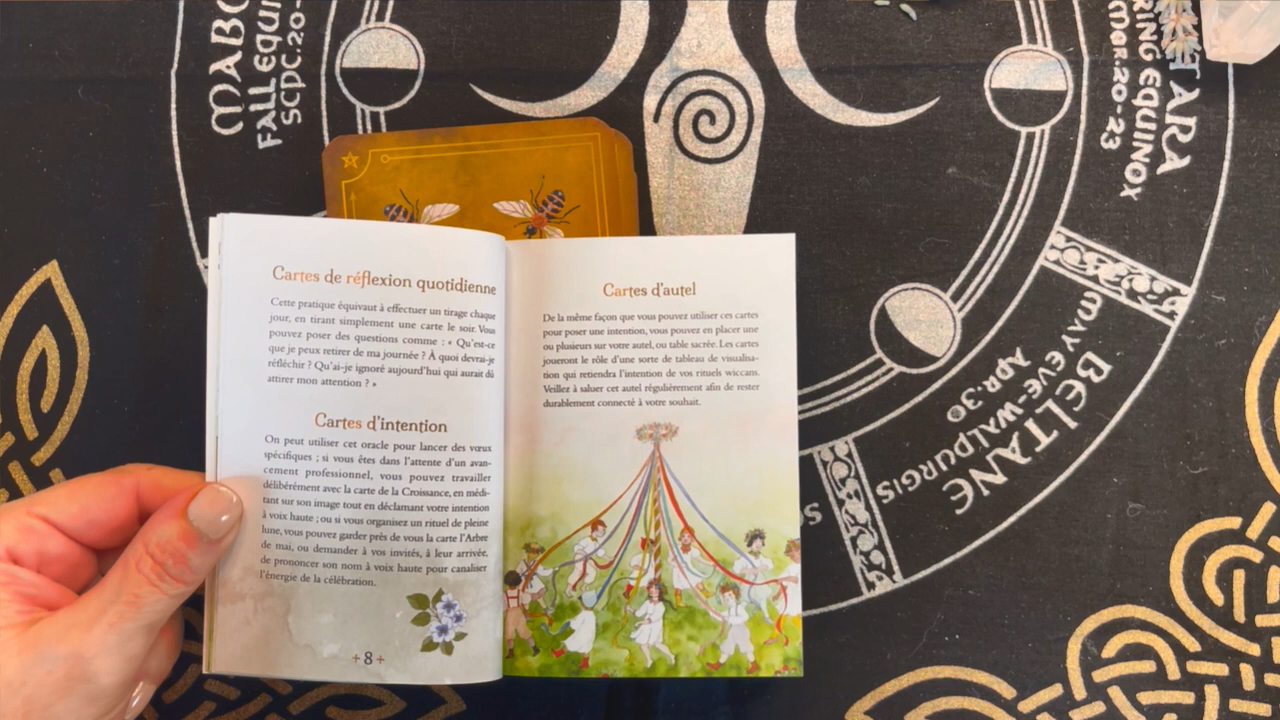 MABO
FALL EQUI
SCPC.20-
TARA
RING EQUINOX
20-23
BELTANE
MAY EVE-WALPURGIS
APR.30
Cartes de réflexion quotidienne
Cette pratique équivaut à effectuer un tirage chaque
jour, en tirant simplement une carte le soir. Vous
pouvez poser des questions comme : « Qu'est-ce
que je peux retirer de ma journée ? À quoi devrai-je
réfléchir ? Qu'ai-je ignoré aujourd'hui qui aurait dû
attirer mon attention ? »
Cartes d'intention
On peut utiliser cet oracle pour lancer des vœux
spécifiques ; si vous êtes dans l'attente d'un avan-
cement professionnel, vous pouvez travailler
délibérément avec la carte de la Croissance, en médi-
tant sur son image tout en déclamant votre intention
à voix haute ; ou si vous organisez un rituel de pleine
lune, vous pouvez garder près de vous la carte l'Arbre
de mai, ou demander à vos invités, à leur arrivée,
de prononcer son nom à voix haute pour canaliser
l'énergie de la célébration.
+8+
Cartes d'autel
De la même façon que vous pouvez utiliser ces cartes
pour poser une intention, vous pouvez en placer une
ou plusieurs sur votre autel, ou table sacrée. Les cartes
joueront le rôle d'une sorte de tableau de visualisa-
tion qui retiendra l'intention de vos rituels wiccans.
Veillez à saluer cet autel régulièrement afin de rester
durablement connecté à votre souhait.